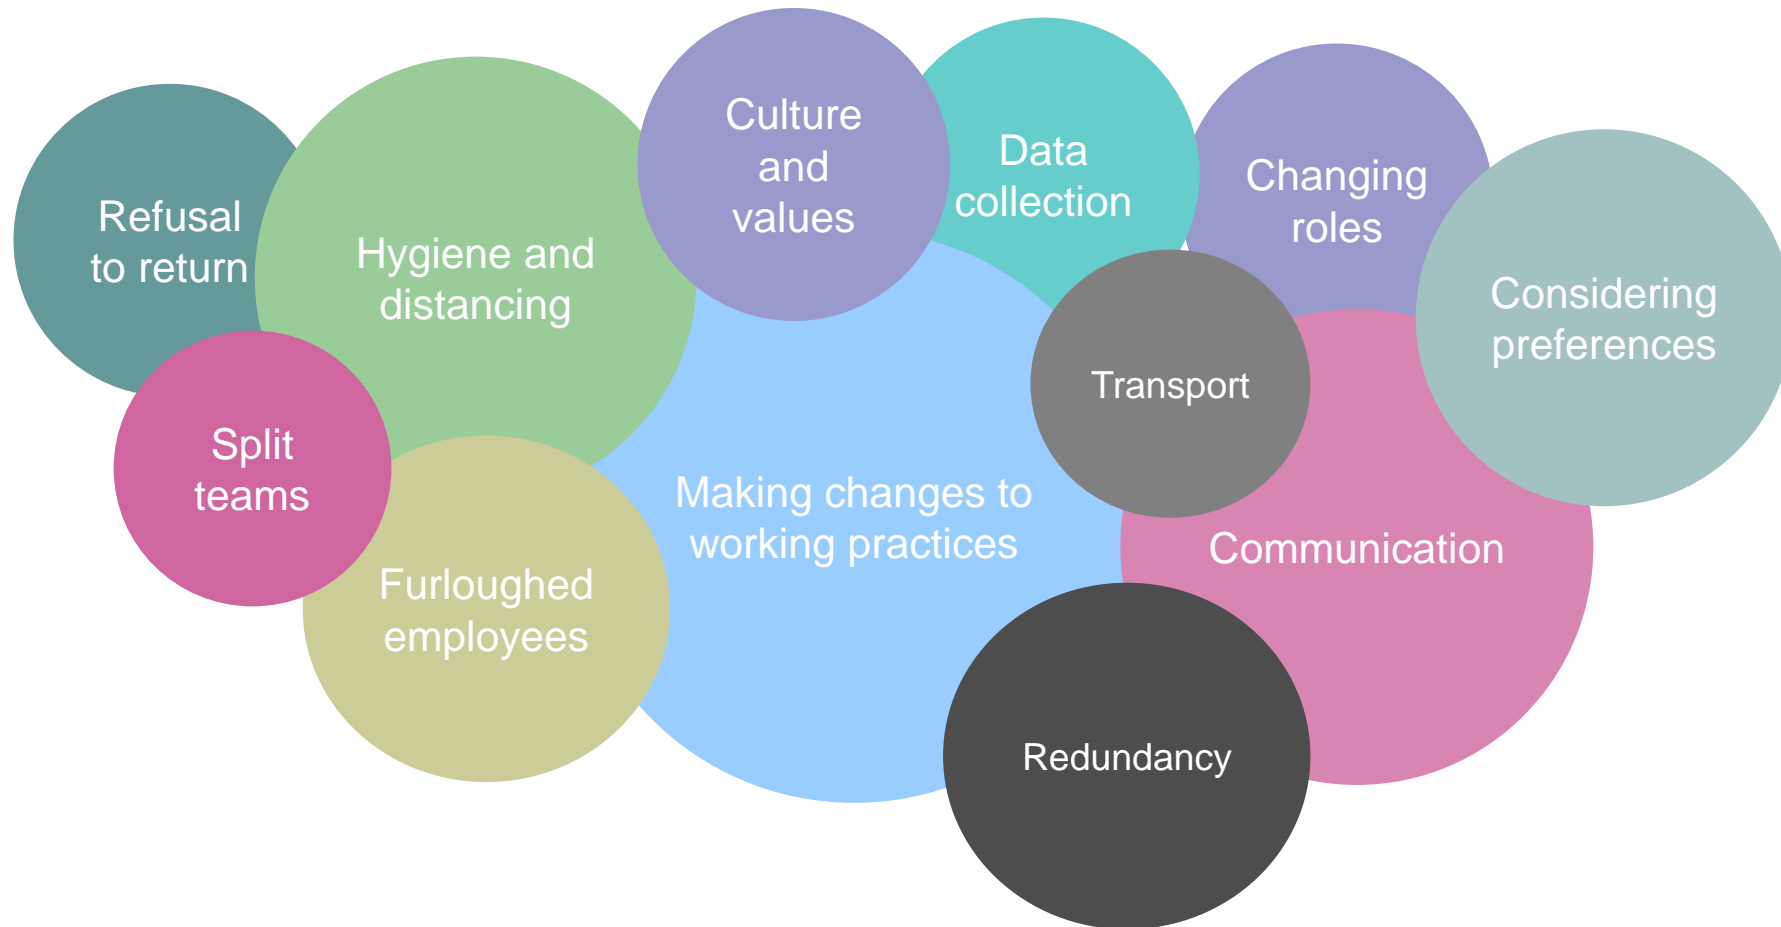 Refusal
to return
Hygiene and
distancing
Culture
and
values
Data
collection
Changing
roles
Considering
preferences
Transport
Split
teams
Making changes to
working practices
Communication
Furloughed
employees
Redundancy